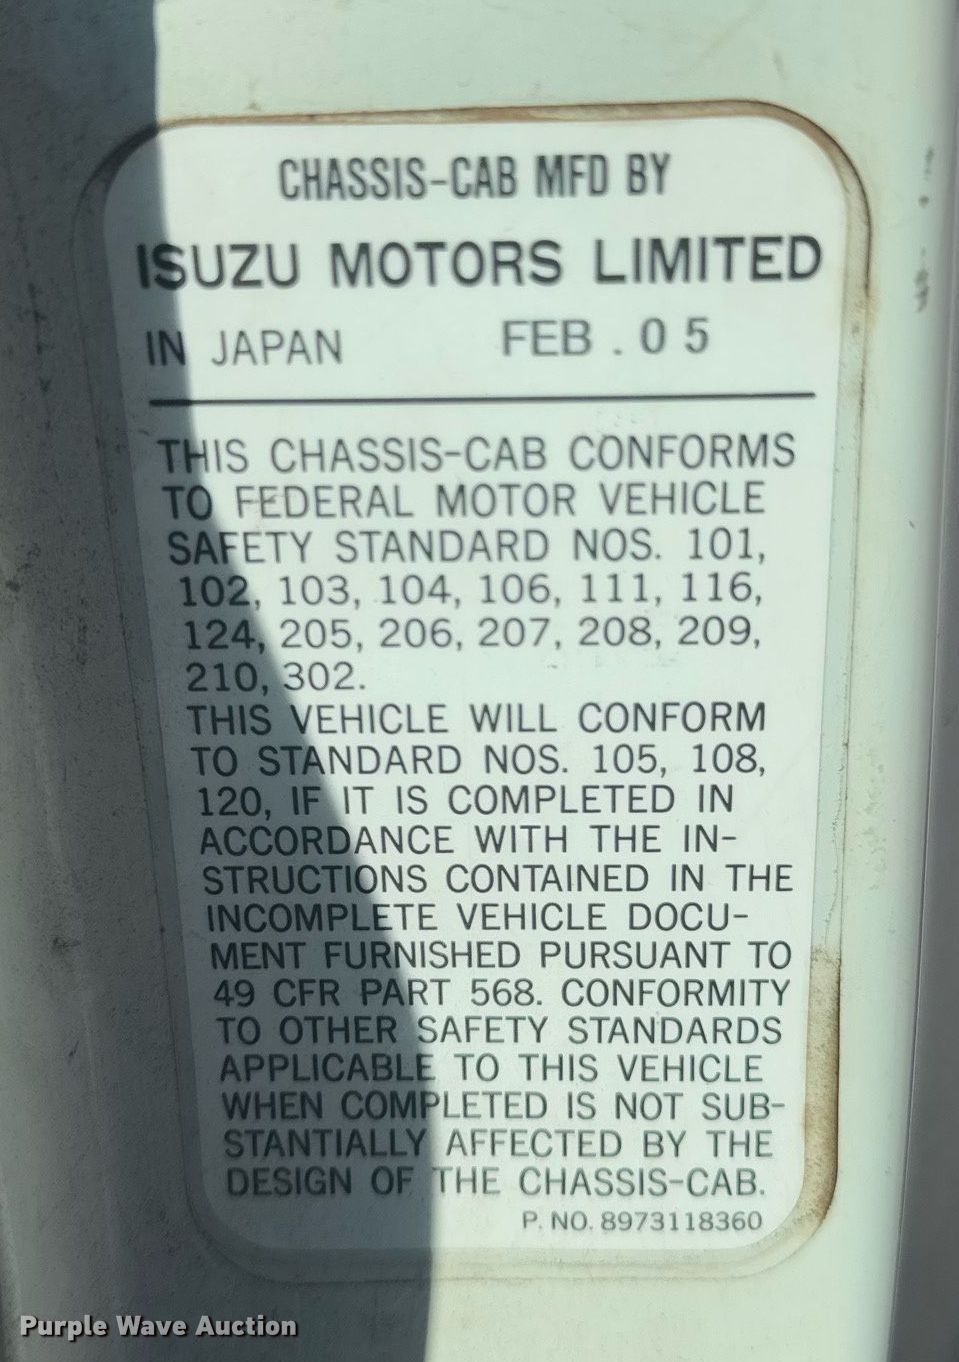 CHASSIS-CAB MFD BY
ISUZU MOTORS LIMITED
IN JAPAN FEB . 0 5
THIS CHASSIS-CAB CONFORMS
TO FEDERAL MOTOR VEHICLE
SAFETY STANDARD NOS. 101,
102, 103, 104, 106, 111, 116,
124, 205, 206, 207, 208, 209,
210, 302.
THIS VEHICLE WILL CONFORM
TO STANDARD NOS. 105, 108,
120, IF IT IS COMPLETED IN
ACCORDANCE WITH THE IN-
STRUCTIONS CONTAINED IN THE
INCOMPLETE VEHICLE DOCU-
MENT FURNISHED PURSUANT TO
49 CFR PART 568. CONFORMITY
TO OTHER SAFETY STANDARDS
APPLICABLE TO THIS VEHICLE
WHEN COMPLETED IS NOT SUB-
STANTIALLY AFFECTED BY THE
DESIGN OF THE CHASSIS-CAB.
P. NO. 8973118360
Purple Wave Auction